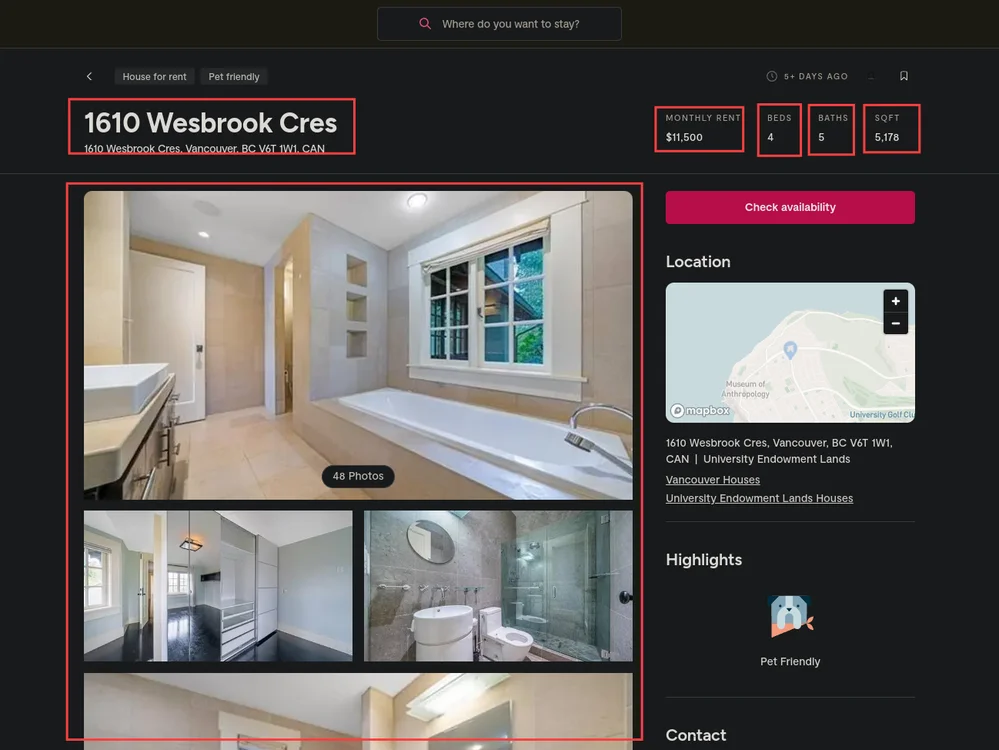 Where do you want to stay?
House for rent
Pet friendly
5+ DAYS AGO
1610 Wesbrook Cres
1610 Wesbrook Cres, Vancouver, BC V6T 1W1, CAN
MONTHLY RENT
$11,500
BEDS
4
BATHS
5
SQFT
5,178
48 Photos
Check availability
Location
+
−
Museum of
Anthropology
mapbox
University Golf Clu
1610 Wesbrook Cres, Vancouver, BC V6T 1W1,
CAN | University Endowment Lands
Vancouver Houses
University Endowment Lands Houses
Highlights
Pet Friendly
Contact